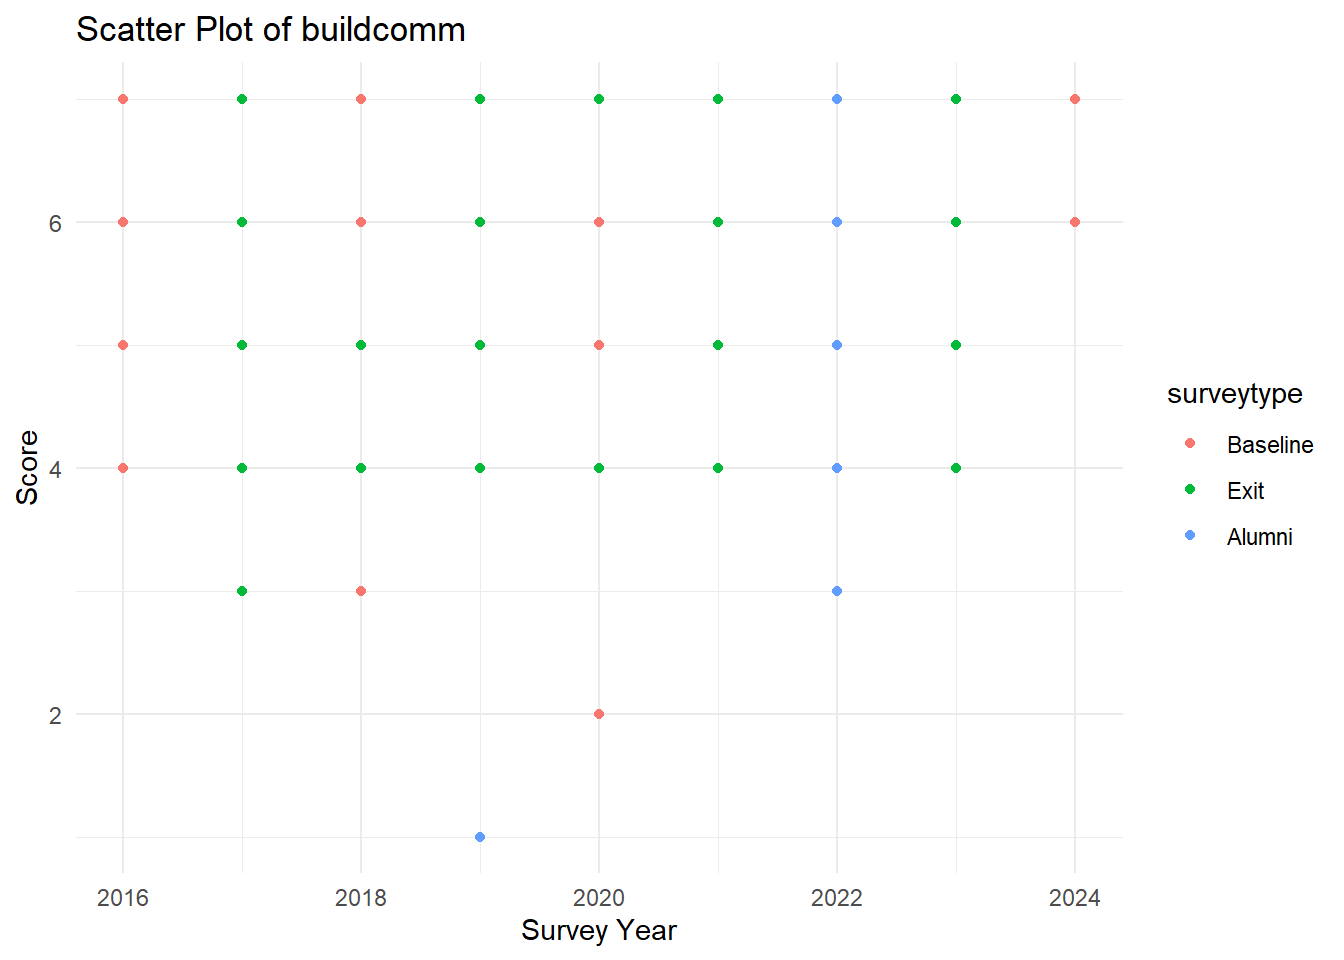 Scatter Plot of buildcomm
6
4
2
Score
2016 2018 2020 2022 2024
Survey Year
surveytype
Baseline
Exit
Alumni